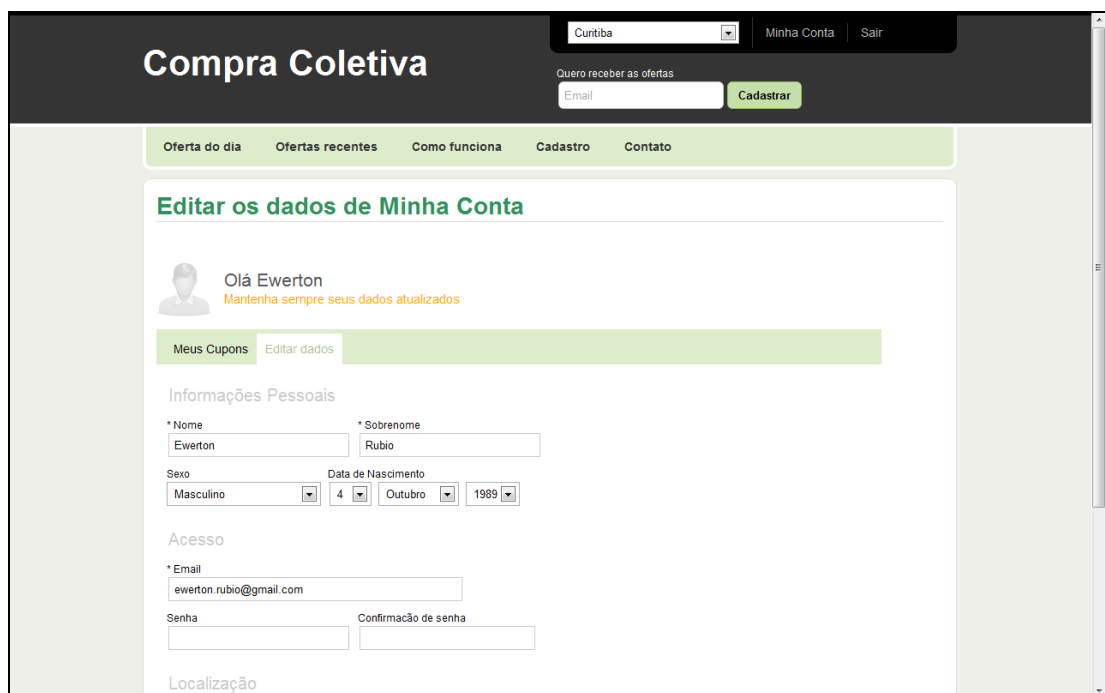 Curitiba Minha Conta Sair
Compra Coletiva
Quero receber as ofertas
Email Cadastrar
Oferta do dia Ofertas recentes Como funciona Cadastro Contato
Editar os dados de Minha Conta
Olá Ewerton
Mantenha sempre seus dados atualizados
Meus Cupons Editar dados
Informações Pessoais
* Nome * Sobrenome
Ewerton Rubio
Sexo Data de Nascimento
Masculino 4 Outubro 1989
Acesso
* Email
ewerton.rubio@gmail.com
Senha Confirmacão de senha
Localização